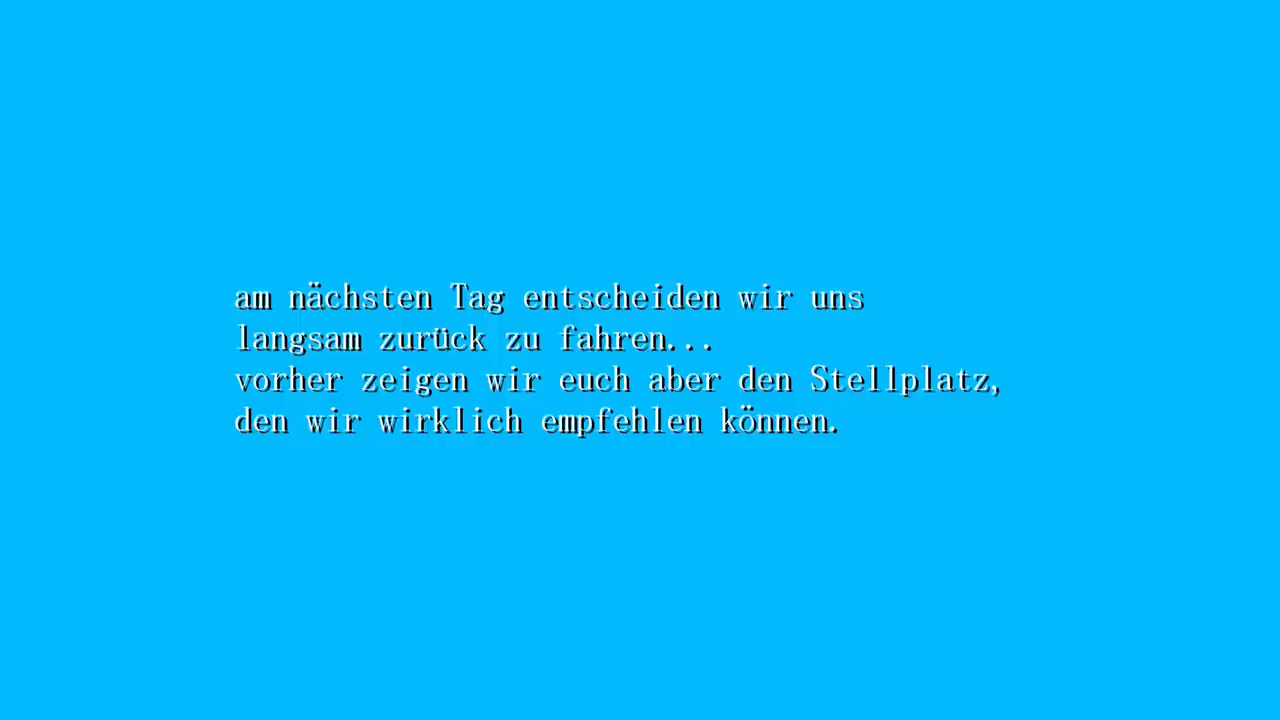 am nächsten Tag entscheiden wir uns
langsam zurück zu fahren...
vorher zeigen wir euch aber den Stellplatz,
den wir wirklich empfehlen können.